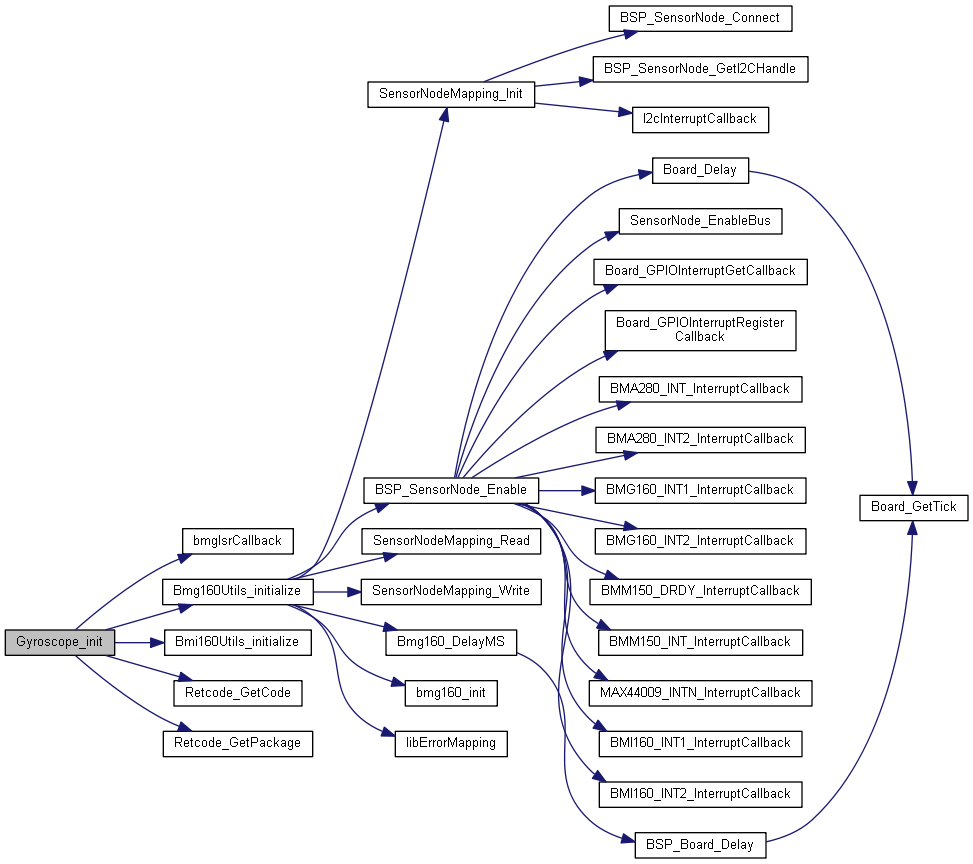 BSP_SensorNode_Connect
BSP_SensorNode_GetI2CHandle
SensorNodeMapping_Init
I2cInterruptCallback
Board_Delay
SensorNode_EnableBus
Board_GPIOInterruptGetCallback
Board_GPIOInterruptRegister
Callback
BMA280_INT_InterruptCallback
BMA280_INT2_InterruptCallback
BSP_SensorNode_Enable
BMG160_INT1_InterruptCallback
Board_GetTick
bmgIsrCallback
SensorNodeMapping_Read
BMG160_INT2_InterruptCallback
Bmg160Utils_initialize
SensorNodeMapping_Write
BMM150_DRDY_InterruptCallback
Gyroscope_init
Bmi160Utils_initialize
Bmg160_DelayMS
BMM150_INT_InterruptCallback
Retcode_GetCode
bmg160_init
MAX44009_INTN_InterruptCallback
Retcode_GetPackage
libErrorMapping
BMI160_INT1_InterruptCallback
BMI160_INT2_InterruptCallback
BSP_Board_Delay